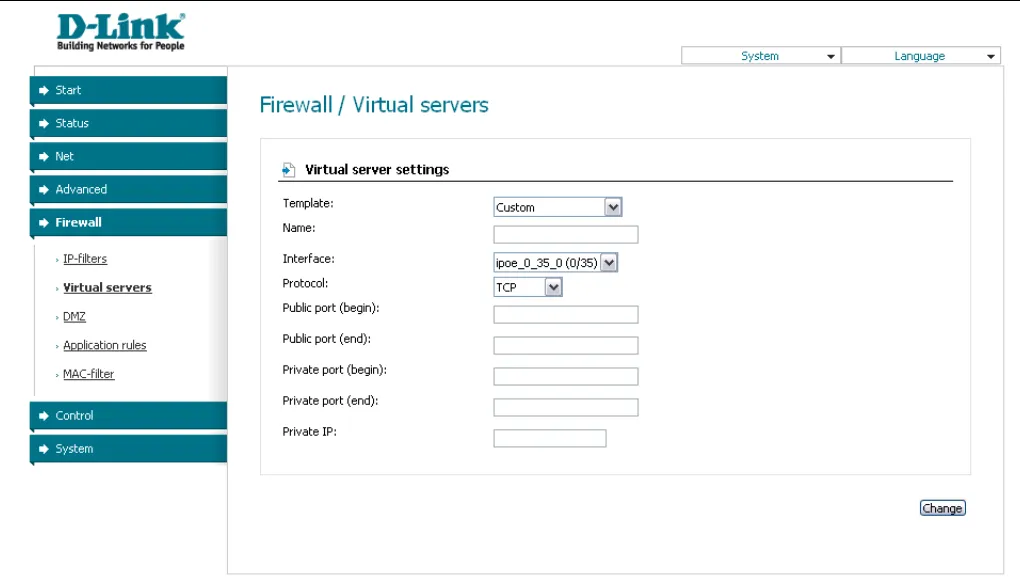 D-Link
Building Networks for People
System
Language
Start
Status
Net
Advanced
Firewall
IP-filters
Virtual servers
DMZ
Application rules
MAC-filter
Control
System
Firewall / Virtual servers
Virtual server settings
Template: Custom
Name:
Interface: ipoe_0_35_0 (0/35)
Protocol: TCP
Public port (begin):
Public port (end):
Private port (begin):
Private port (end):
Private IP:
Change